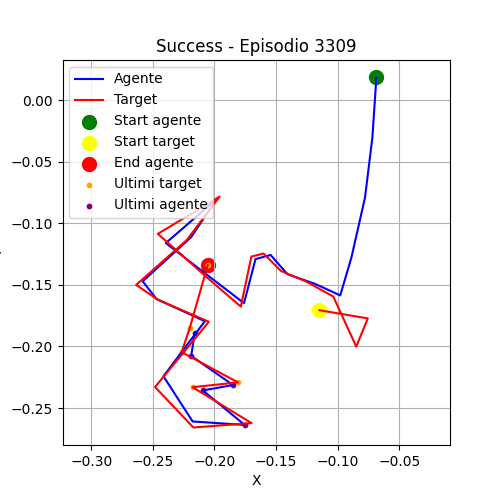 Success - Episodio 3309
Agente
Target
Start agente
Start target
End agente
Ultimi target
Ultimi agente
0.00
−0.05
−0.10
−0.15
−0.20
−0.25
−0.30 −0.25 −0.20 −0.15 −0.10 −0.05
X